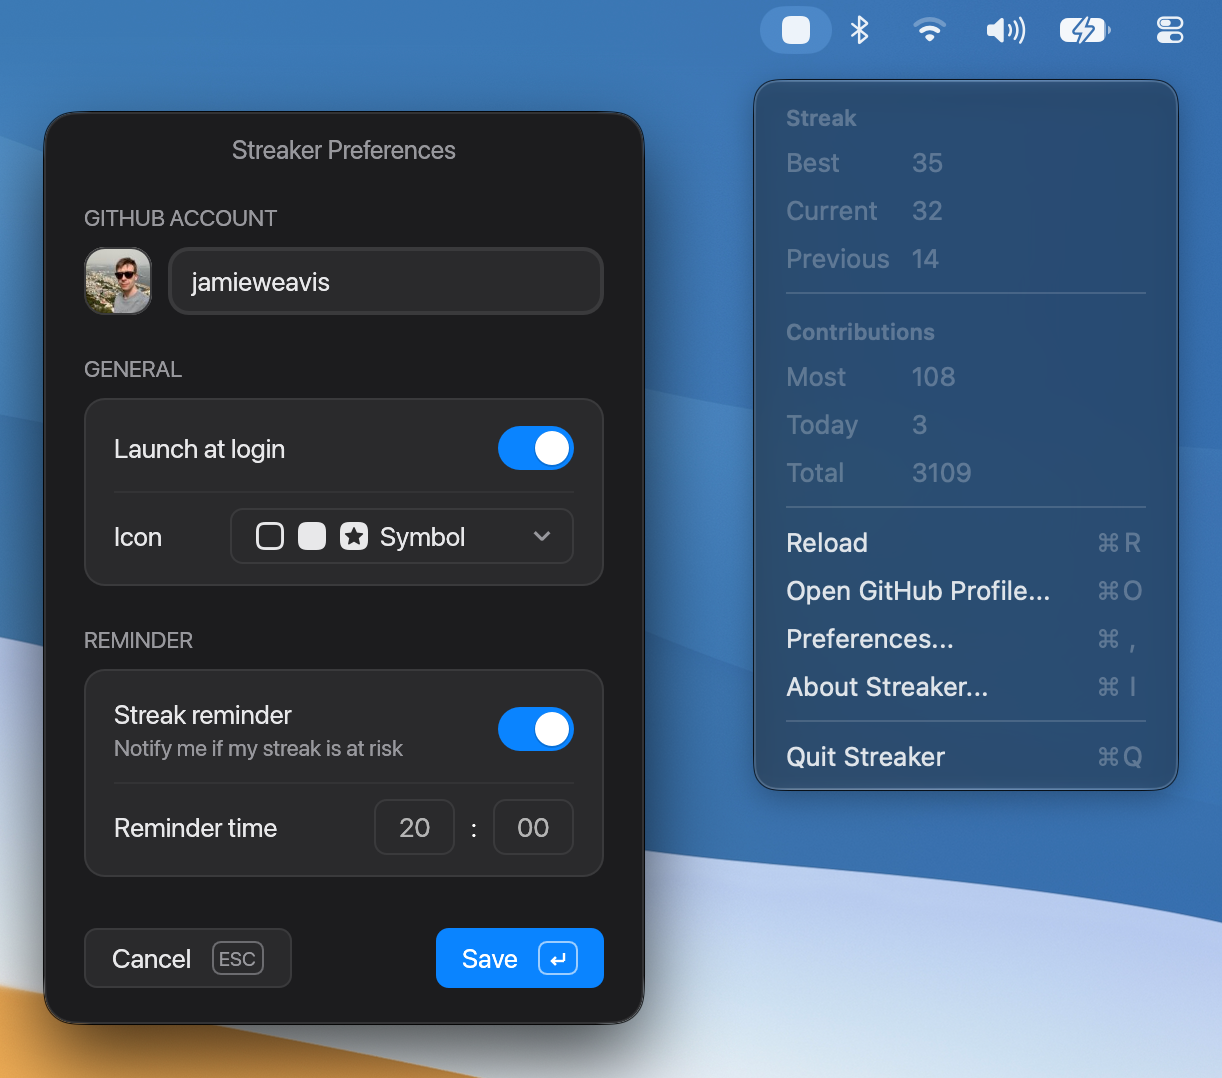 Streaker Preferences
GITHUB ACCOUNT
jamieweavis
GENERAL
Launch at login
Icon Symbol
REMINDER
Streak reminder
Notify me if my streak is at risk
Reminder time 20 : 00
Cancel ESC Save ↵
Streak
Best 35
Current 32
Previous 14
Contributions
Most 108
Today 3
Total 3109
Reload ⌘ R
Open GitHub Profile... ⌘ O
Preferences... ⌘ ,
About Streaker... ⌘ I
Quit Streaker ⌘ Q